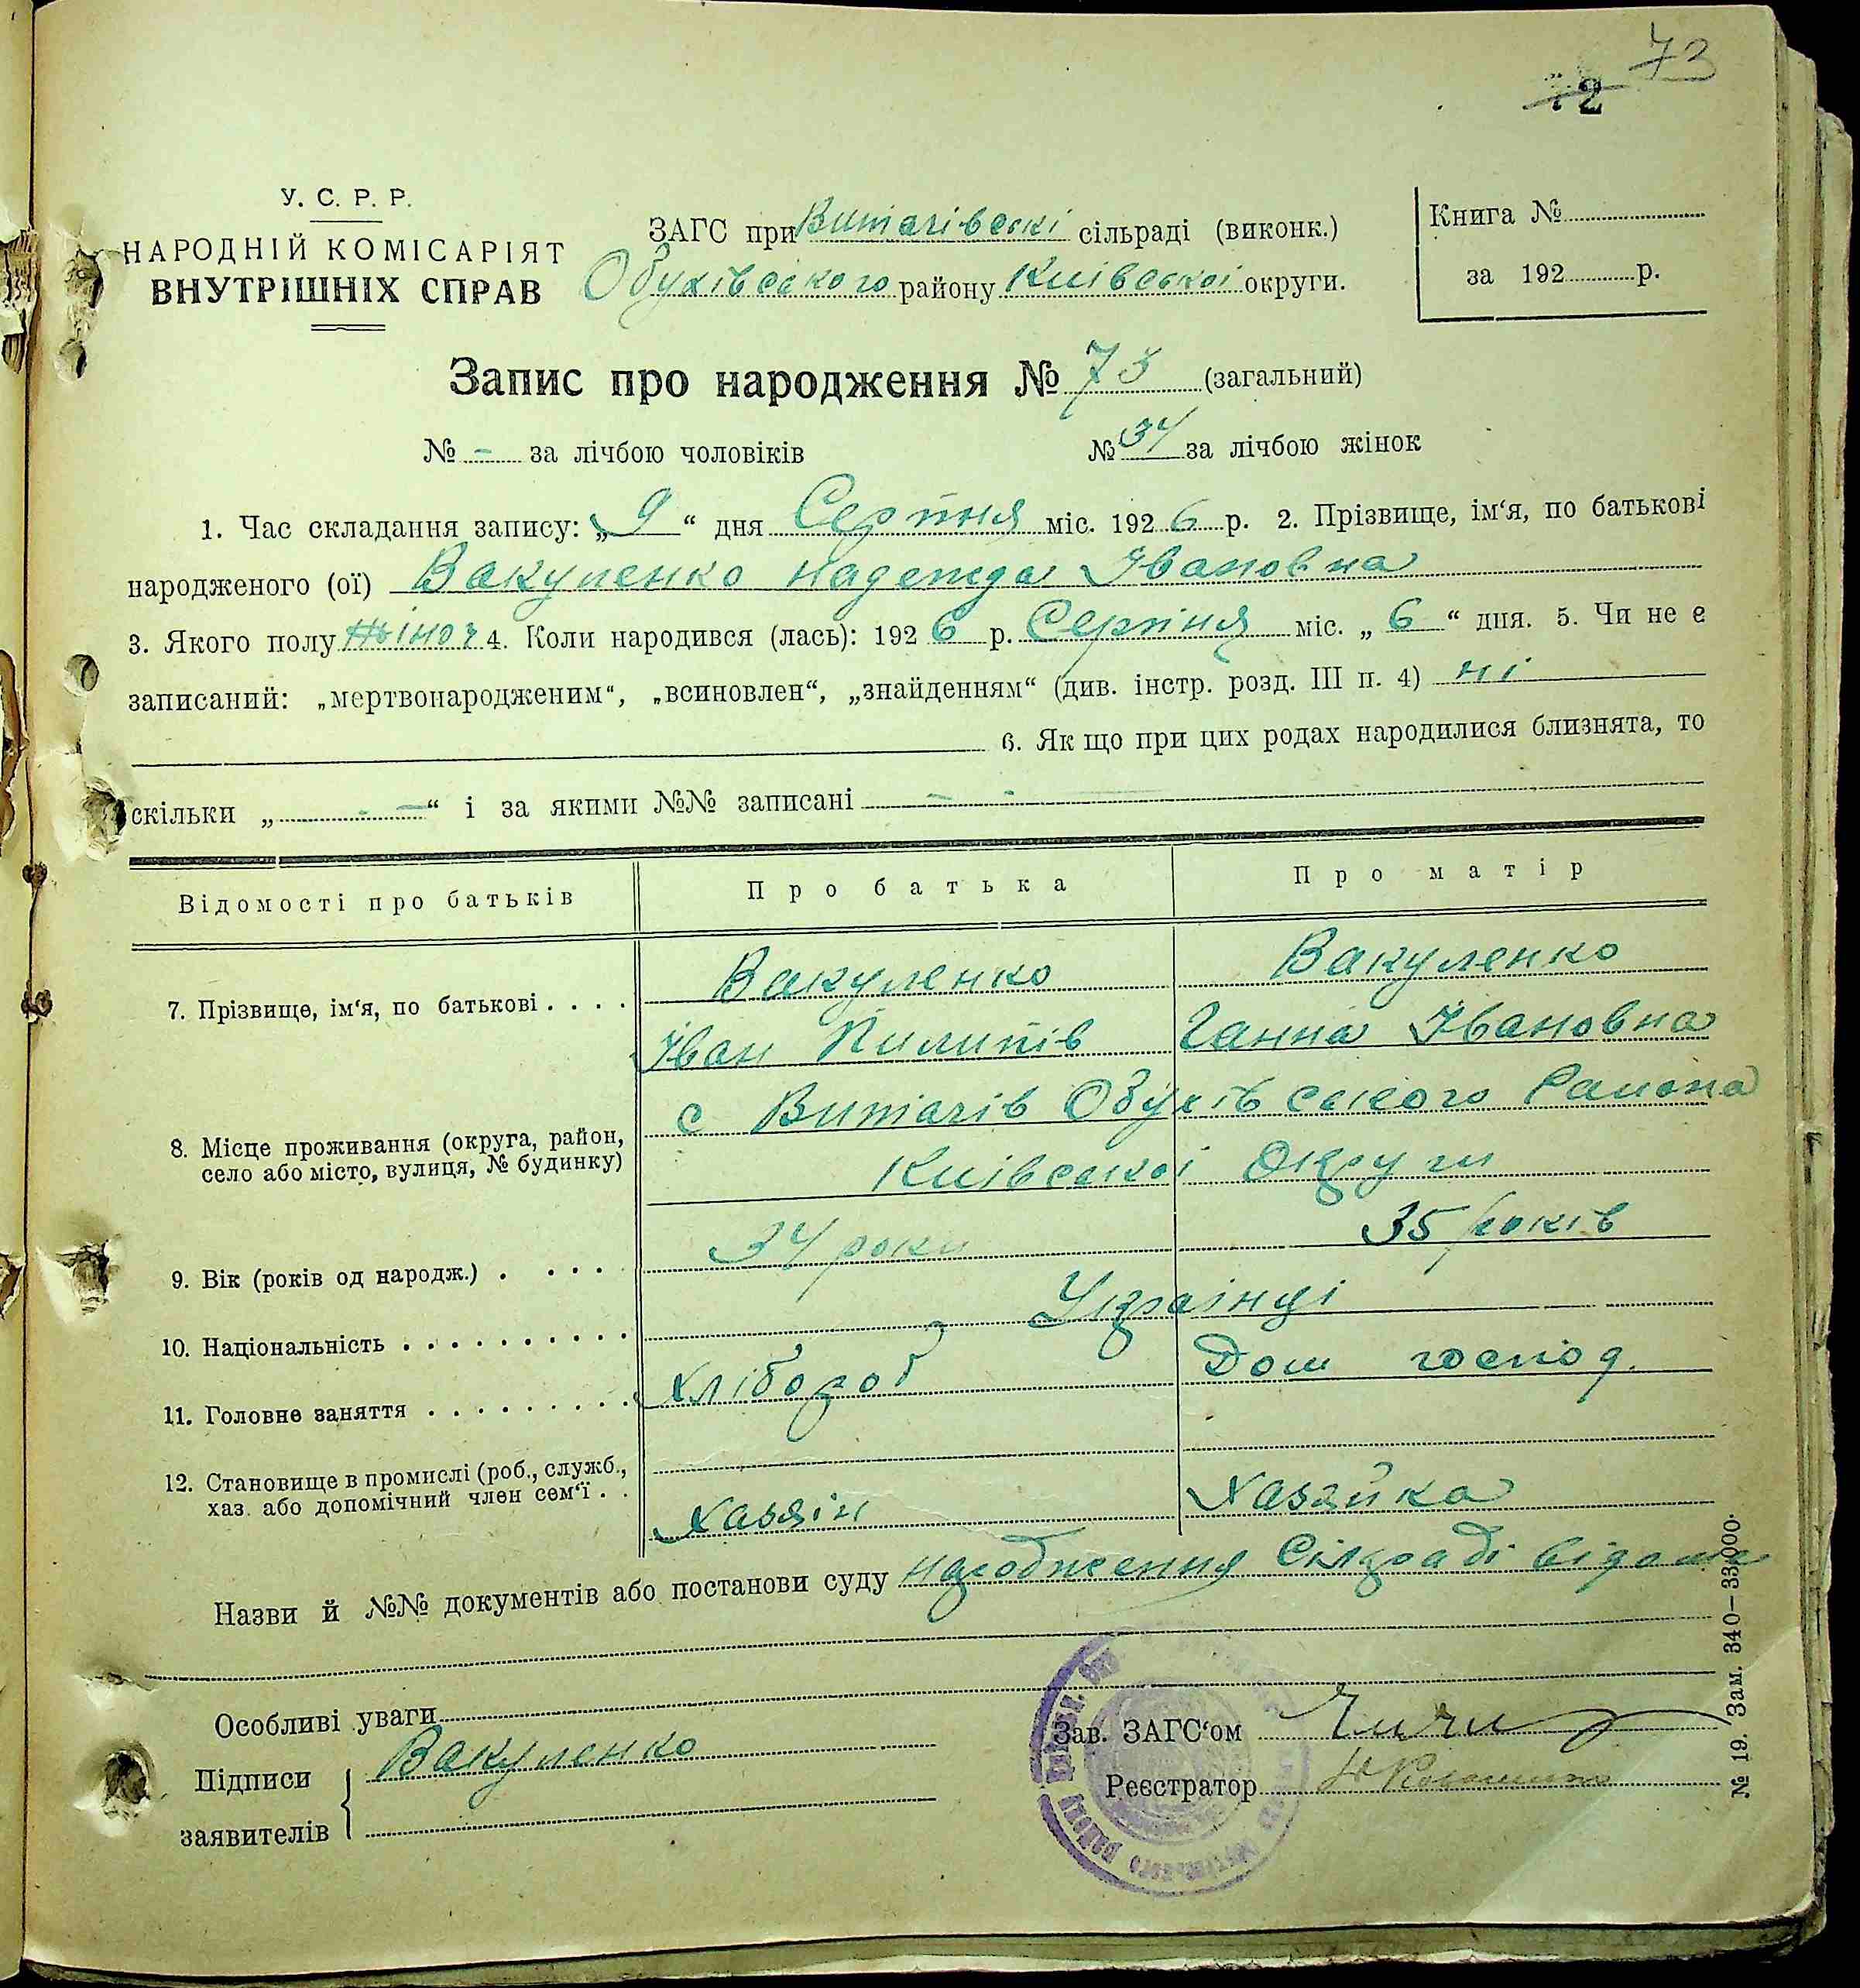 73
72
У. С. Р. Р.
НАРОДНІЙ КОМІСАРІЯТ
ВНУТРІШНІХ СПРАВ
ЗАГС при Витачівські сільраді (виконк.)
Обухівського району Київської округи.
Книга №
за 192 р.
Запис про народження № 73 (загальний)
№ - за лічбою чоловіків № 34 за лічбою жінок
1. Час складання запису: „9“ дня Серпня міс. 1926 р. 2. Прізвище, ім‘я, по батькові
народженого (ої) Вакуленко Надежда Івановна
3. Якого полу жіноч 4. Коли народився (лась): 1926 р. Серпня міс. „6“ дня. 5. Чи не є
записаний: „мертвонародженим“, „всиновлен“, „знайденням“ (див. інстр. розд. III п. 4) ні
6. Як що при цих родах народилися близнята, то
скільки „ - — “ і за якими №№ записані — -
Відомості про батьків Про батька Про матір
7. Прізвище, ім‘я, по батькові . . . . Вакуленко Вакуленко
Іван Пилипів Ганна Івановна
8. Місце проживання (округа, район, село або місто, вулиця, № будинку) с Витачів Обухівського Района
Київської Округи
9. Вік (років од народж.) . . . . 34 роки 35 років
10. Національність . . . . . . . . . . Українці
11. Головне заняття . . . . . . . . . Хлібороб Дом господ.
12. Становище в промислі (роб., служб.,
хаз. або допомічний член сем‘ї . . Хазяін Хазяйка
Назви й №№ документів або постанови суду народження Сілраді відоме
Особливі уваги
Підписи Вакуленко
заявителів
Зав. ЗАГС‘ом
Реєстратор
№ 19. Зам. 340—33000.